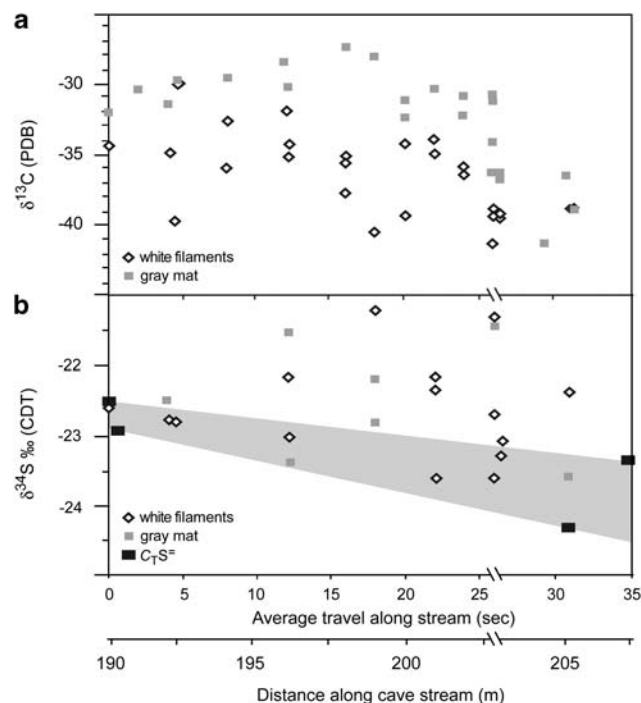 a
-30
-35
-40
δ¹³C (PDB)
white filaments
gray mat
b
-22
-23
-24
δ³⁴S ‰ (CDT)
white filaments
gray mat
CᴛS⁼
0 5 10 15 20 25 30 35
Average travel along stream (sec)
190 195 200 205
Distance along cave stream (m)